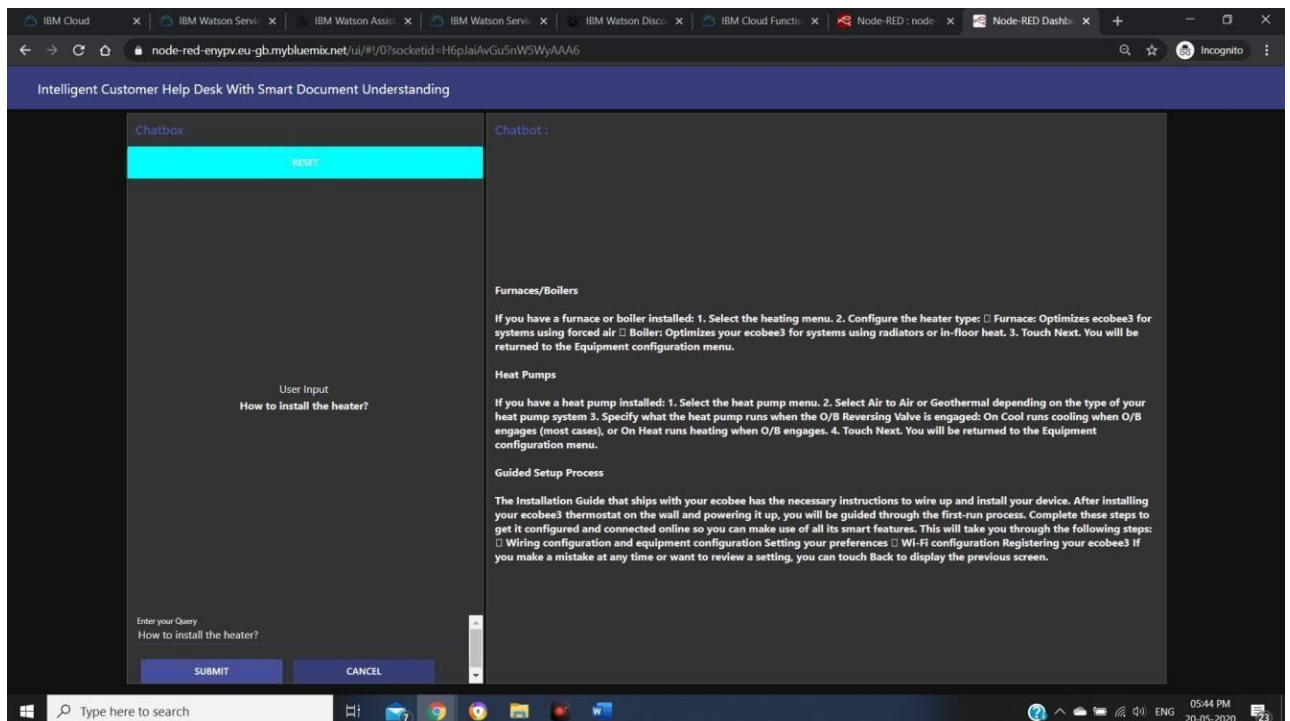 IBM Cloud
IBM Watson Servic
IBM Watson Assist
IBM Watson Servic
IBM Watson Disco
IBM Cloud Functio
Node-RED : node-
Node-RED Dashbo
node-red-enypv.eu-gb.mybluemix.net/ui/#!/0?socketid=H6pJaiAvGu5nW5WyAAA6
Incognito
Intelligent Customer Help Desk With Smart Document Understanding
Chatbox
RESET
User Input
How to install the heater?
Enter your Query
How to install the heater?
SUBMIT
CANCEL
Chatbot :
Furnaces/Boilers
If you have a furnace or boiler installed: 1. Select the heating menu. 2. Configure the heater type: Furnace: Optimizes ecobee3 for
systems using forced air Boiler: Optimizes your ecobee3 for systems using radiators or in-floor heat. 3. Touch Next. You will be
returned to the Equipment configuration menu.
Heat Pumps
If you have a heat pump installed: 1. Select the heat pump menu. 2. Select Air to Air or Geothermal depending on the type of your
heat pump system 3. Specify what the heat pump runs when the O/B Reversing Valve is engaged: On Cool runs cooling when O/B
engages (most cases), or On Heat runs heating when O/B engages. 4. Touch Next. You will be returned to the Equipment
configuration menu.
Guided Setup Process
The Installation Guide that ships with your ecobee has the necessary instructions to wire up and install your device. After installing
your ecobee3 thermostat on the wall and powering it up, you will be guided through the first-run process. Complete these steps to
get it configured and connected online so you can make use of all its smart features. This will take you through the following steps:
Wiring configuration and equipment configuration Setting your preferences Wi-Fi configuration Registering your ecobee3 If
you make a mistake at any time or want to review a setting, you can touch Back to display the previous screen.
Type here to search
7
W
ENG
05:44 PM
20-05-2020
23